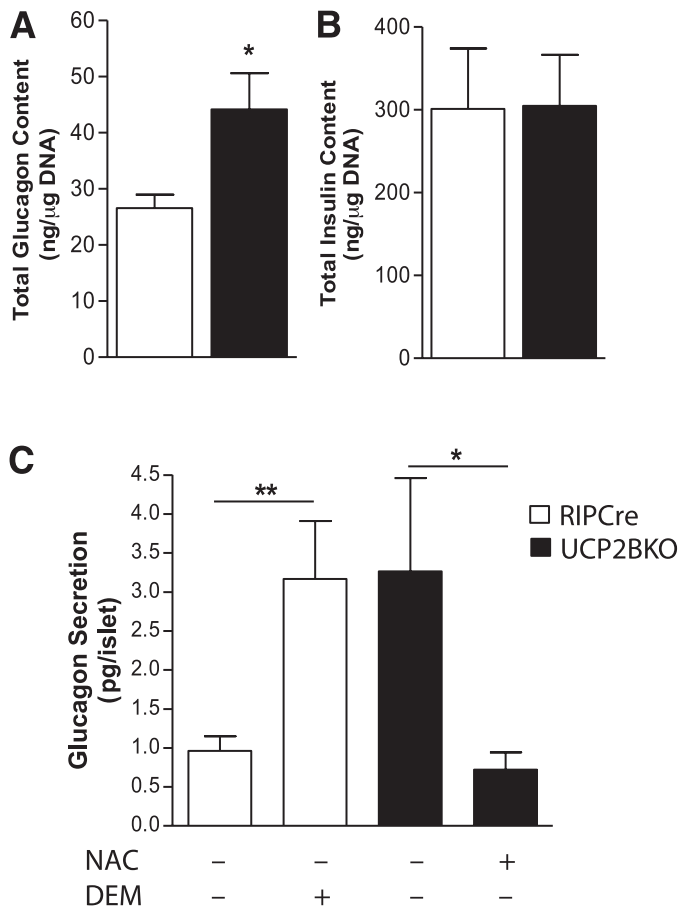 A
Total Glucagon Content
(ng/μg DNA)
60
50
40
30
20
10
0
*
B
Total Insulin Content
(ng/μg DNA)
400
300
200
100
0
C
Glucagon Secretion
(pg/islet)
4.5
4.0
3.5
3.0
2.5
2.0
1.5
1.0
0.5
0.0
**
*
RIPCre
UCP2BKO
NAC – – – +
DEM – + – –